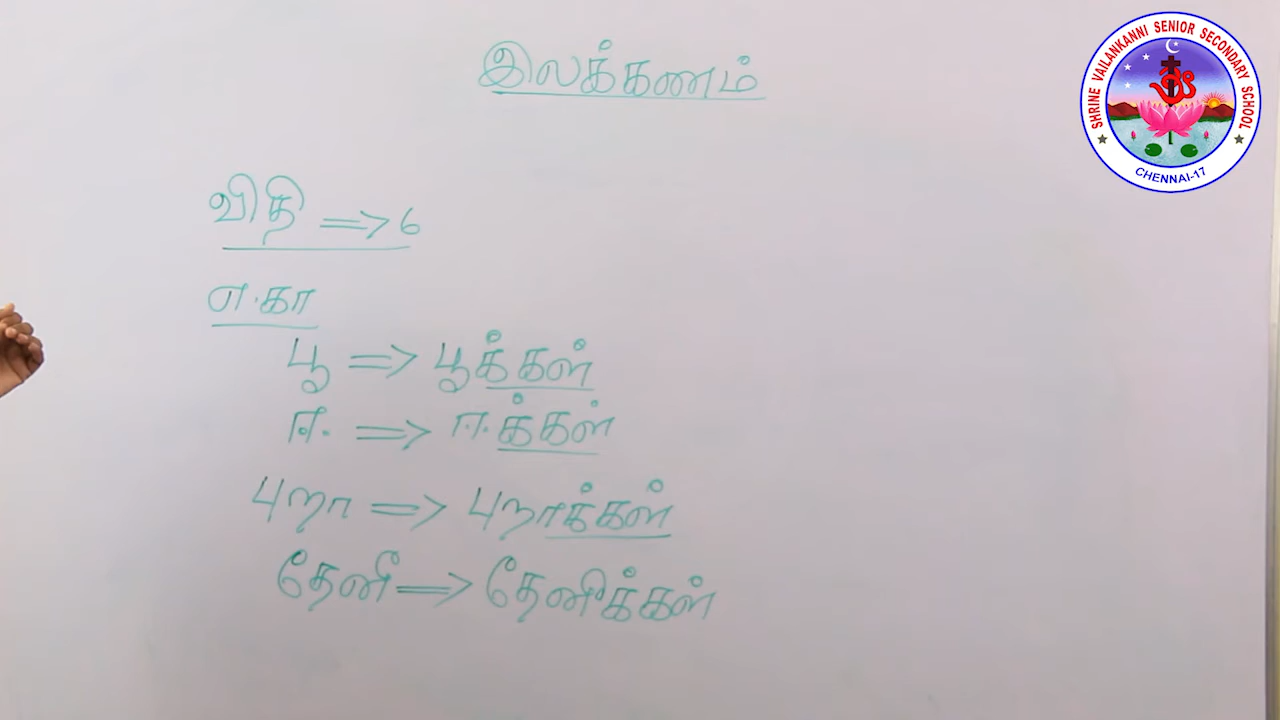 இலக்கணம்
SHRINE VAILANKANNI SENIOR SECONDARY SCHOOL
CHENNAI-17
விதி => 6
எ.கா
பூ => பூக்கள்
ஈ => ஈக்கள்
புறா => புறாக்கள்
தேனீ => தேனீக்கள்